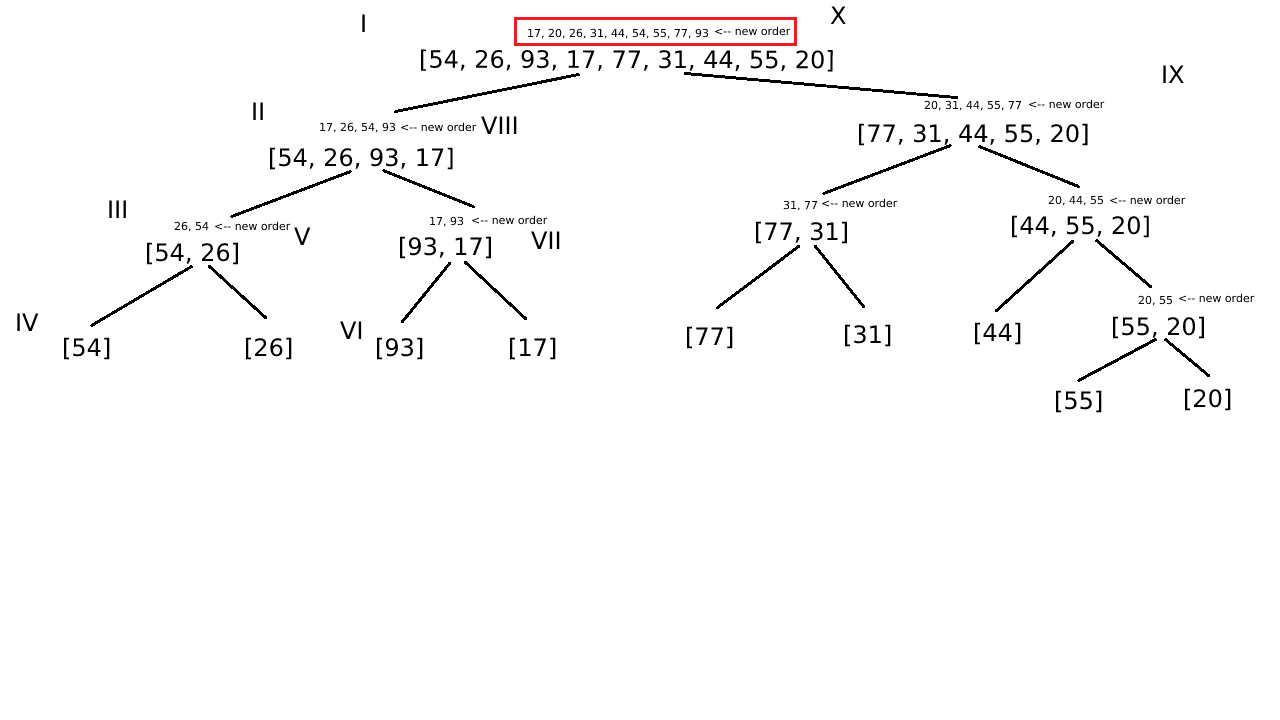 I
X
17, 20, 26, 31, 44, 54, 55, 77, 93 <-- new order
[54, 26, 93, 17, 77, 31, 44, 55, 20]
IX
II
20, 31, 44, 55, 77 <-- new order
17, 26, 54, 93 <-- new order VIII
[77, 31, 44, 55, 20]
[54, 26, 93, 17]
III
31, 77 <-- new order
20, 44, 55 <-- new order
26, 54 <-- new order V
17, 93 <-- new order
[54, 26]
[93, 17] VII
[77, 31]
[44, 55, 20]
20, 55 <-- new order
IV
VI
[55, 20]
[54]
[26]
[93]
[17]
[77]
[31]
[44]
[55]
[20]